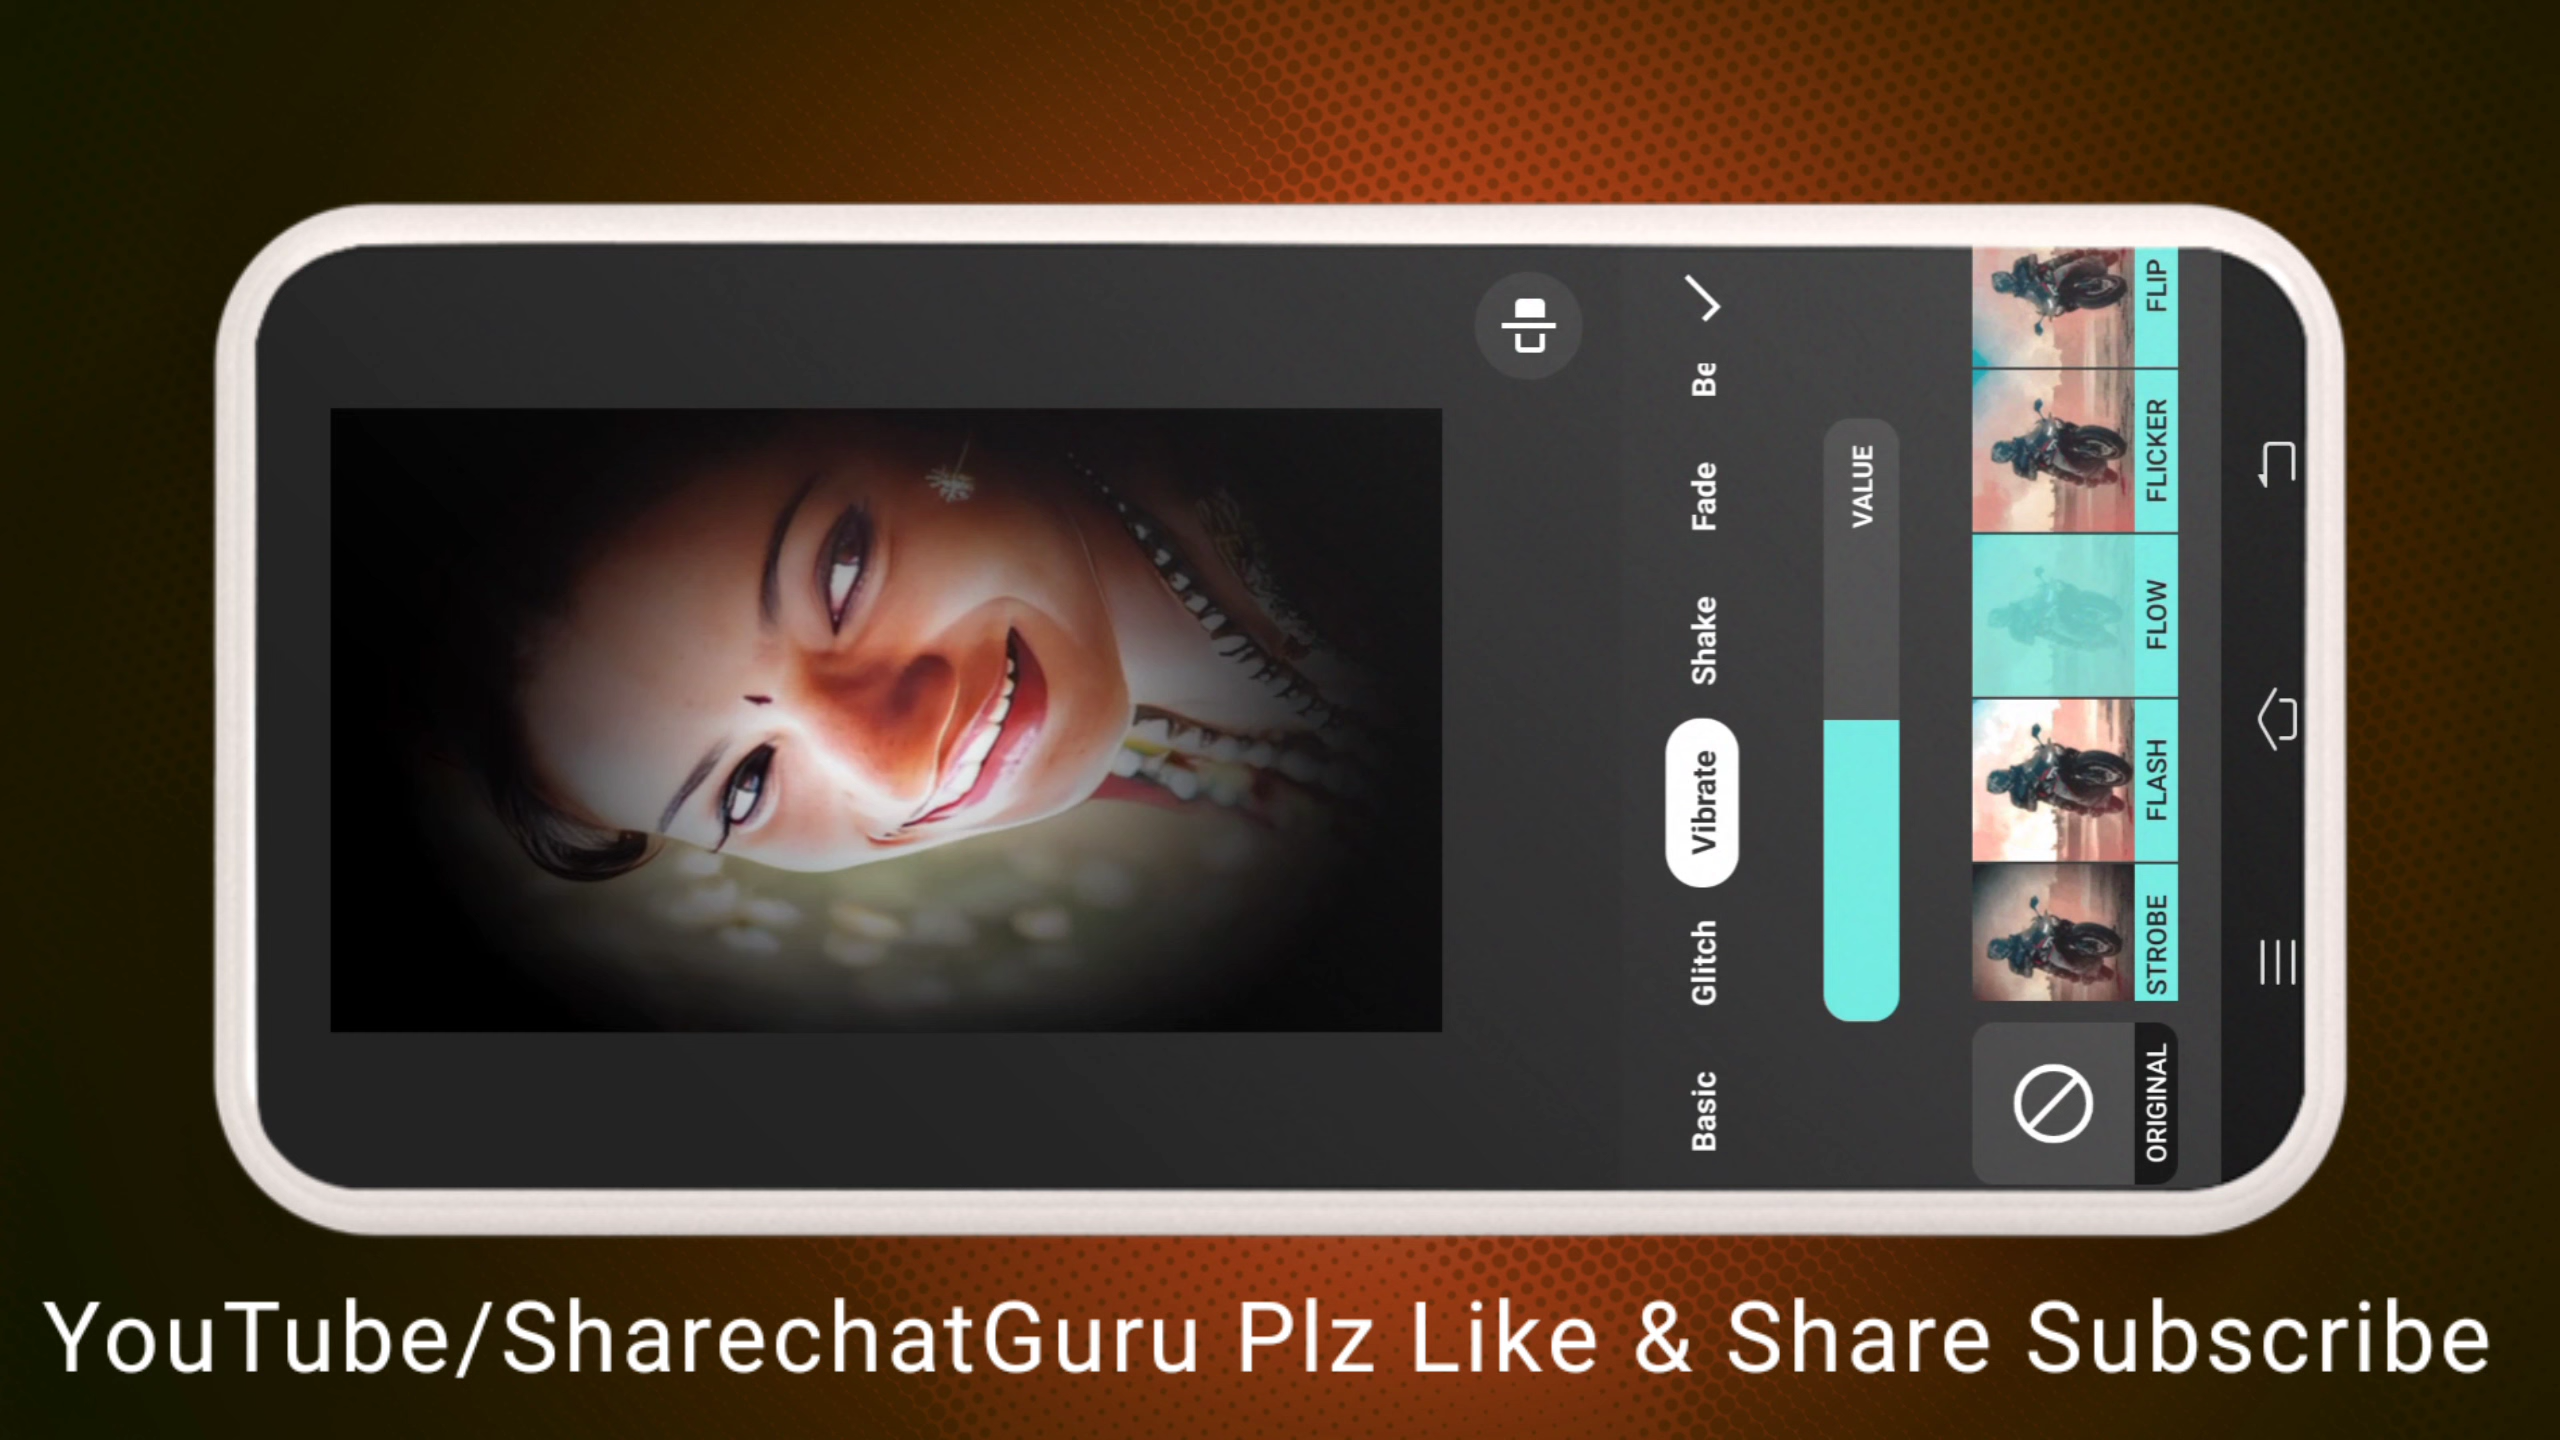 Basic Glitch Vibrate Shake Fade Be
VALUE
ORIGINAL STROBE FLASH FLOW FLICKER FLIP
YouTube/SharechatGuru Plz Like & Share Subscribe